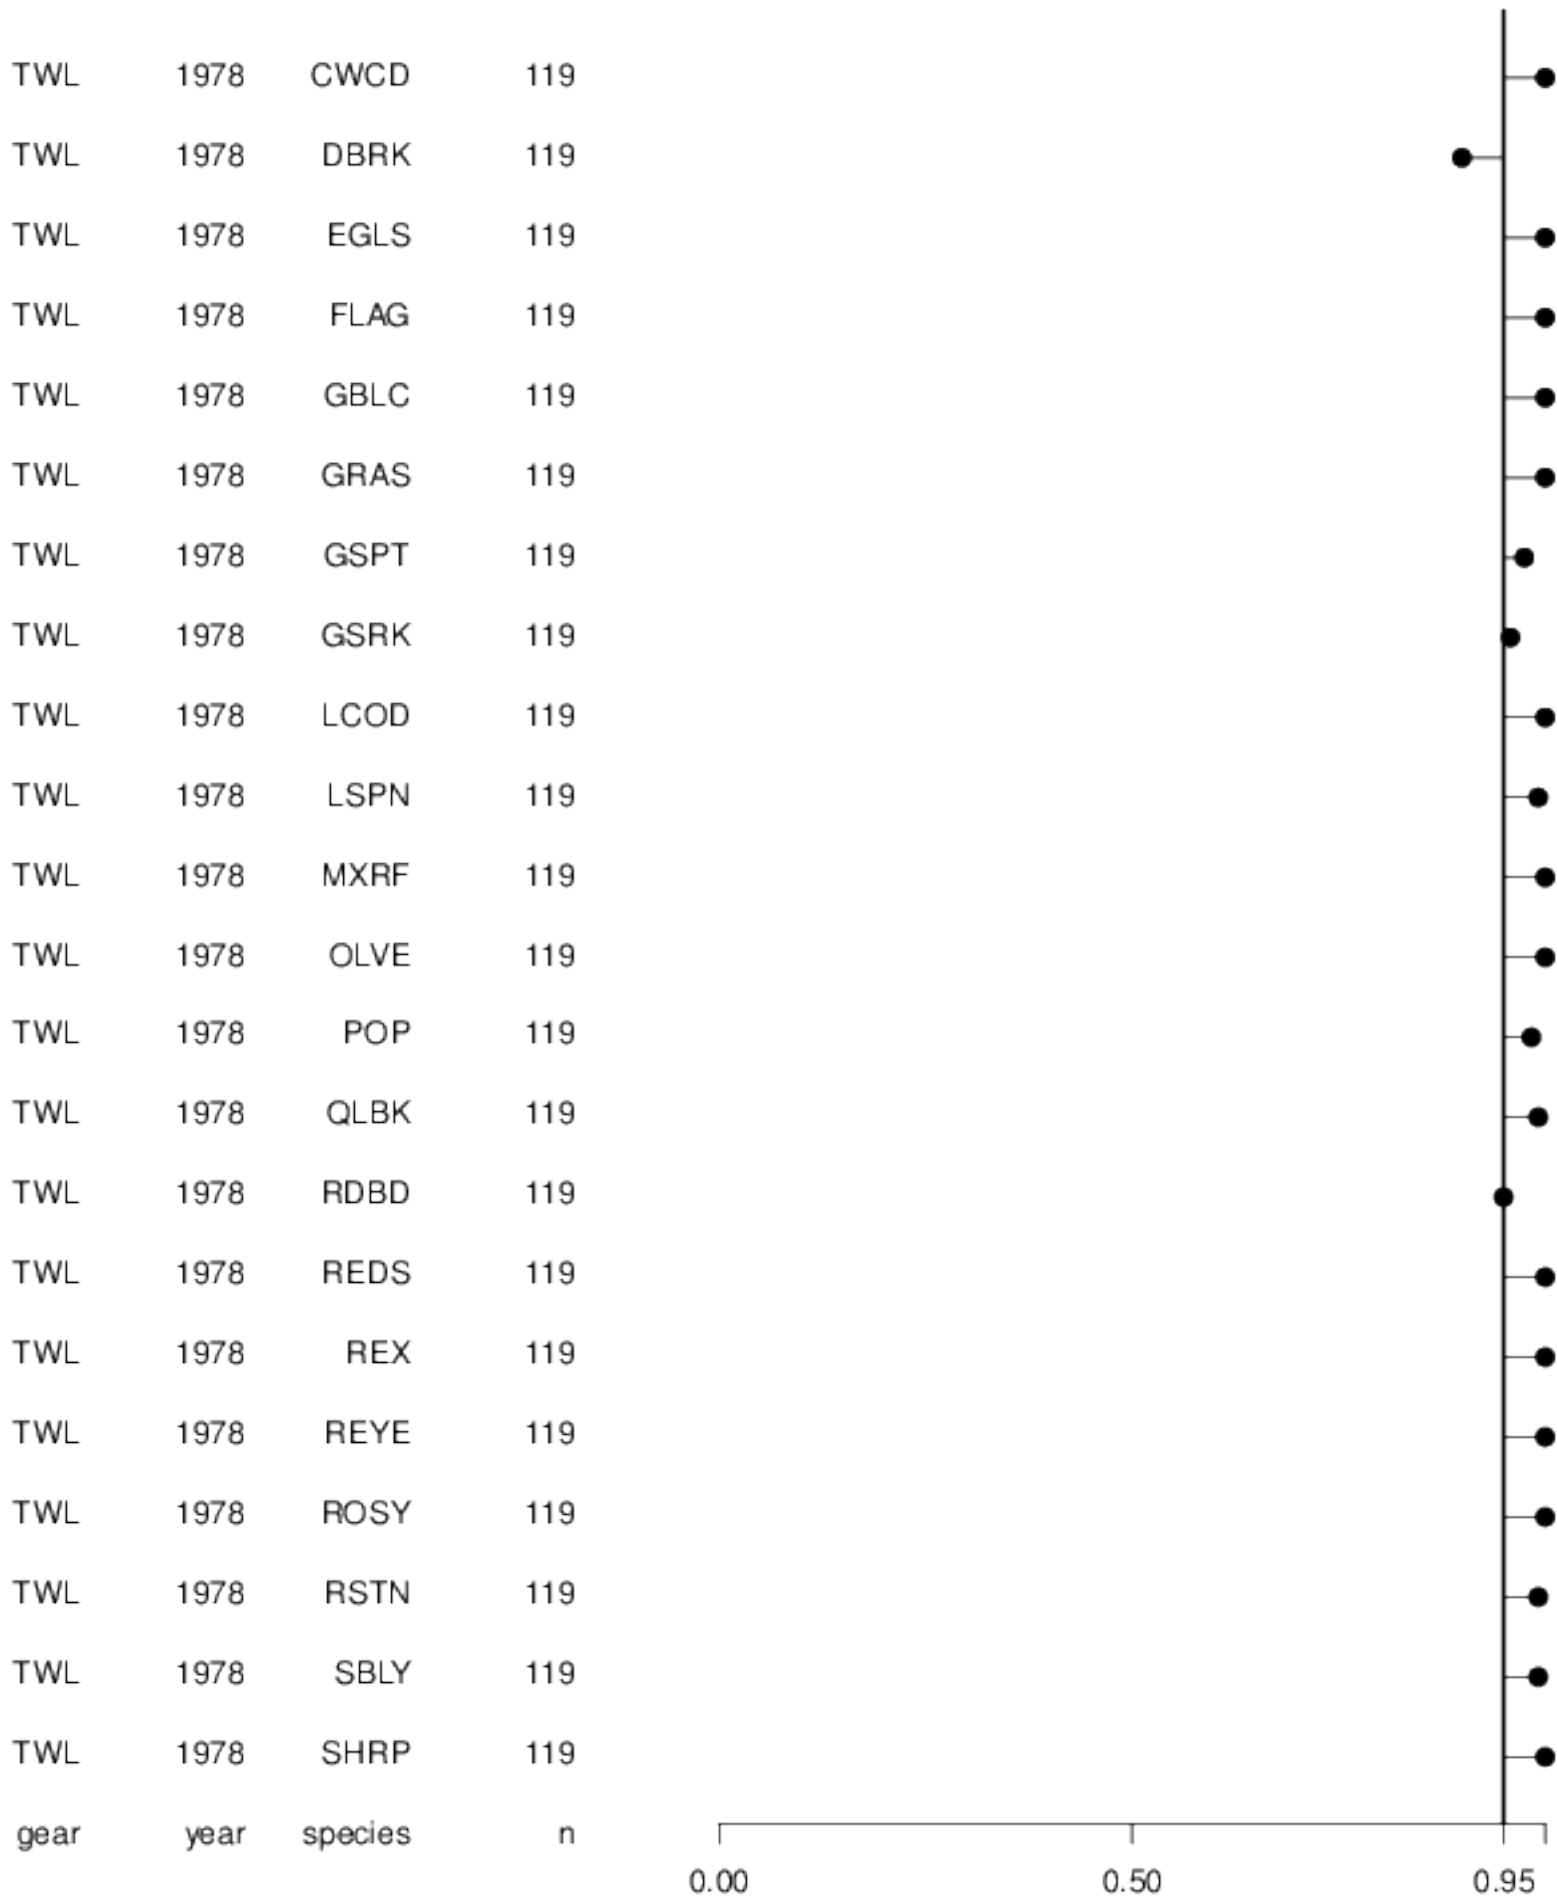 TWL 1978 CWCD 119
TWL 1978 DBRK 119
TWL 1978 EGLS 119
TWL 1978 FLAG 119
TWL 1978 GBLC 119
TWL 1978 GRAS 119
TWL 1978 GSPT 119
TWL 1978 GSRK 119
TWL 1978 LCOD 119
TWL 1978 LSPN 119
TWL 1978 MXRF 119
TWL 1978 OLVE 119
TWL 1978 POP 119
TWL 1978 QLBK 119
TWL 1978 RDBD 119
TWL 1978 REDS 119
TWL 1978 REX 119
TWL 1978 REYE 119
TWL 1978 ROSY 119
TWL 1978 RSTN 119
TWL 1978 SBLY 119
TWL 1978 SHRP 119
gear year species n
0.00 0.50 0.95